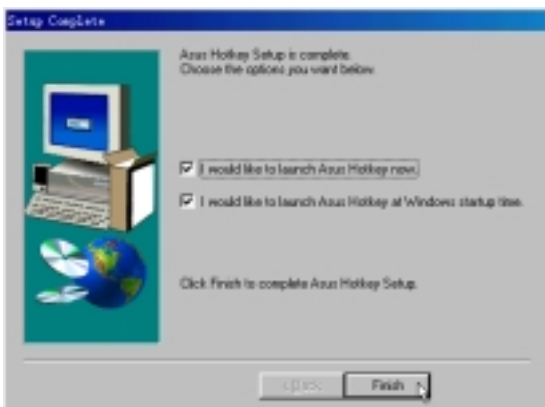 Setup Complete
Asus Hotkey Setup is complete.
Choose the options you want below.
I would like to launch Asus Hotkey now.
I would like to launch Asus Hotkey at Windows startup time.
Click Finish to complete Asus Hotkey Setup.
< Back
Finish